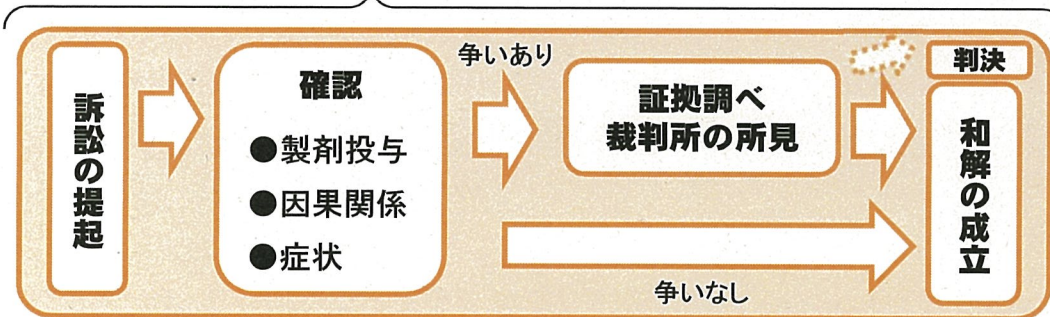 訴訟の提起
確認
●製剤投与
●因果関係
●症状
争いあり
証拠調べ
裁判所の所見
争いなし
判決
和解の成立